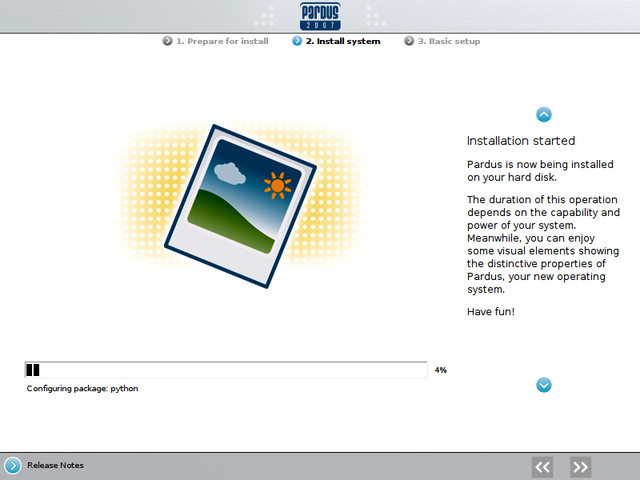 PARDUS
2007
1. Prepare for install 2. Install system 3. Basic setup
Installation started
Pardus is now being installed
on your hard disk.
The duration of this operation
depends on the capability and
power of your system.
Meanwhile, you can enjoy
some visual elements showing
the distinctive properties of
Pardus, your new operating
system.
Have fun!
4%
Configuring package: python
Release Notes